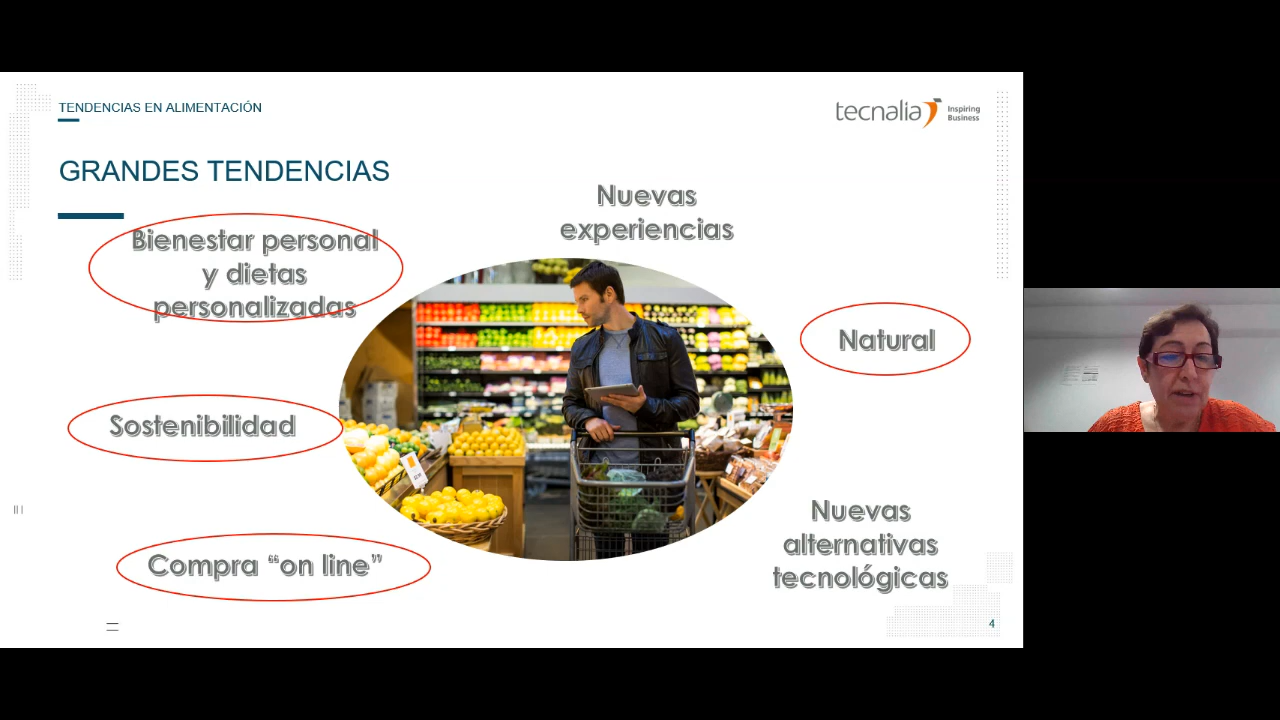 TENDENCIAS EN ALIMENTACIÓN
tecnalia
Inspiring
Business
GRANDES TENDENCIAS
Nuevas
experiencias
Bienestar personal
y dietas
personalizadas
Natural
Sostenibilidad
Nuevas
alternativas
tecnológicas
Compra “on line”
4